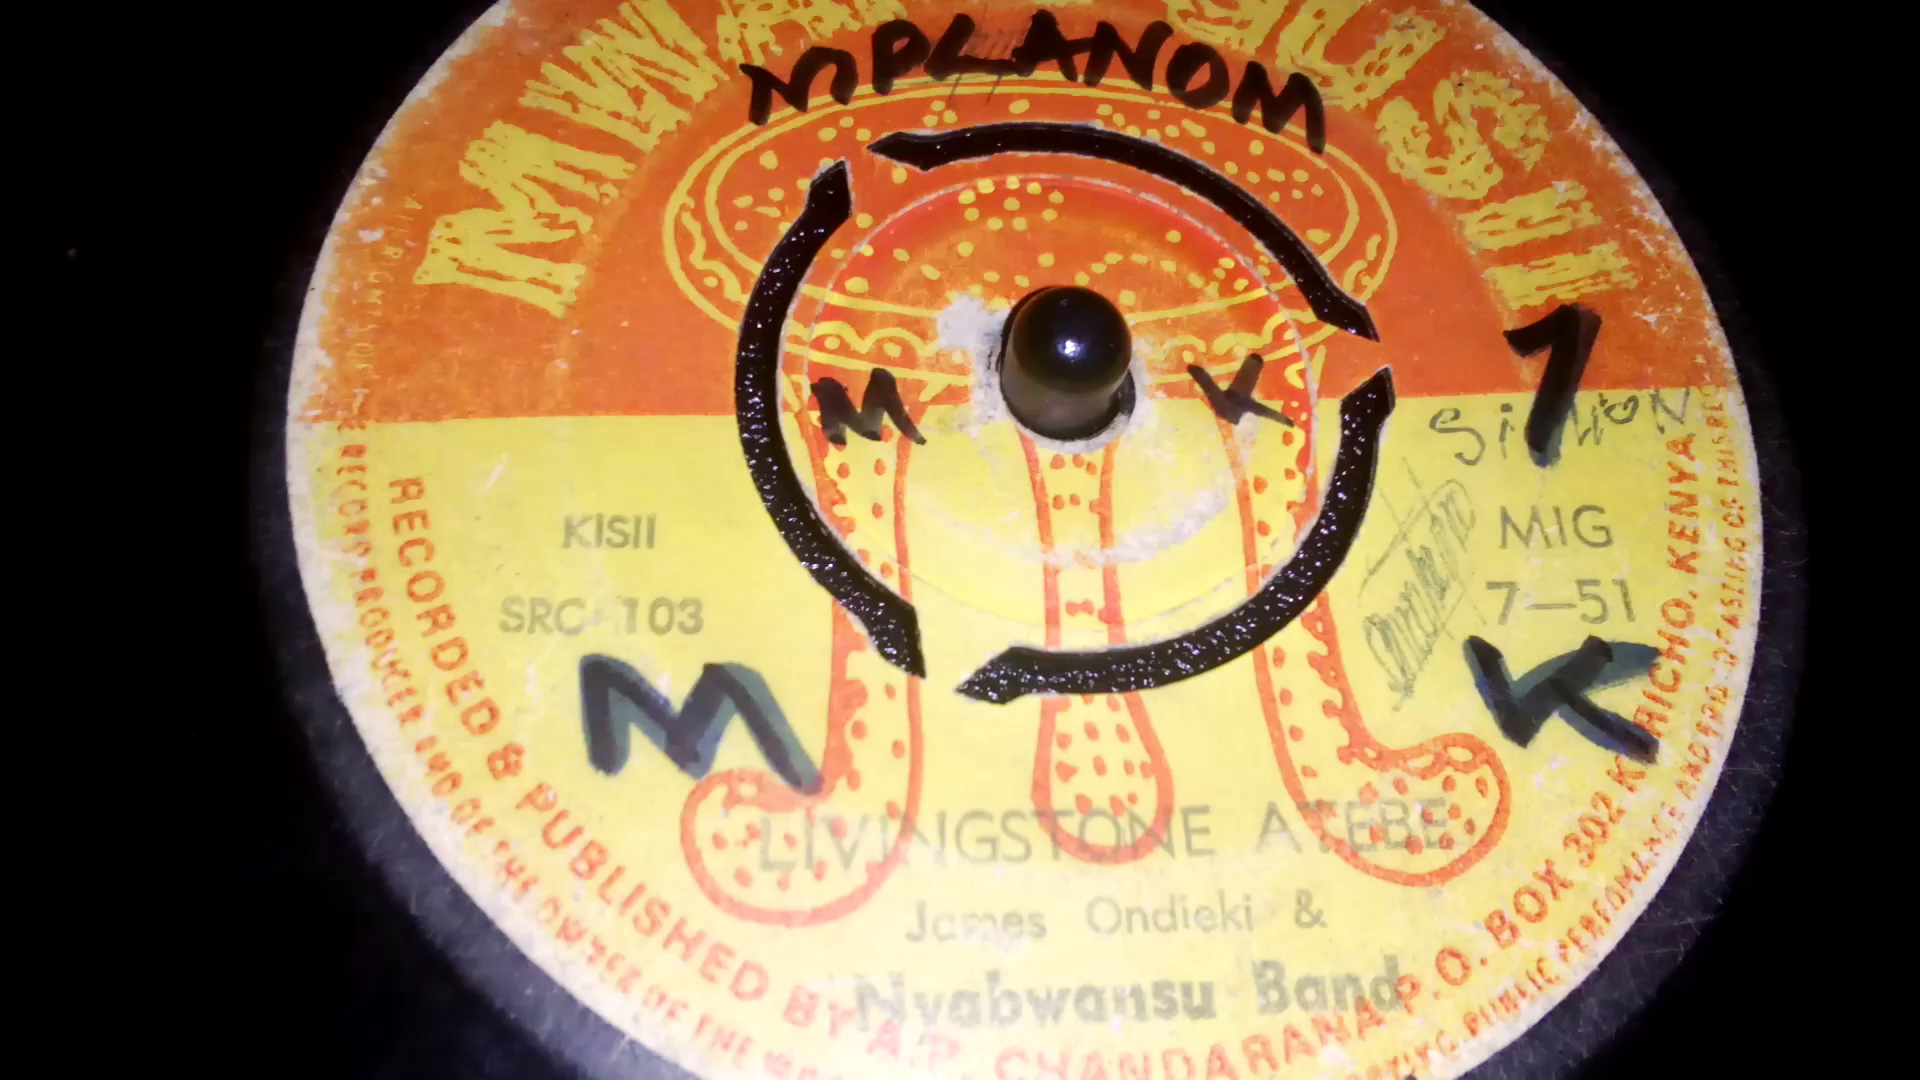 MPLANOM
M K
1
SiMION
KISII
MIG
SRC-103
7—51
M K
LIVINGSTONE ATEBE
James Ondieki &
Nyabwansu Band
RECORDED & PUBLISHED BY A.P. CHANDARANA P.O. BOX 302 KERICHO. KENYA